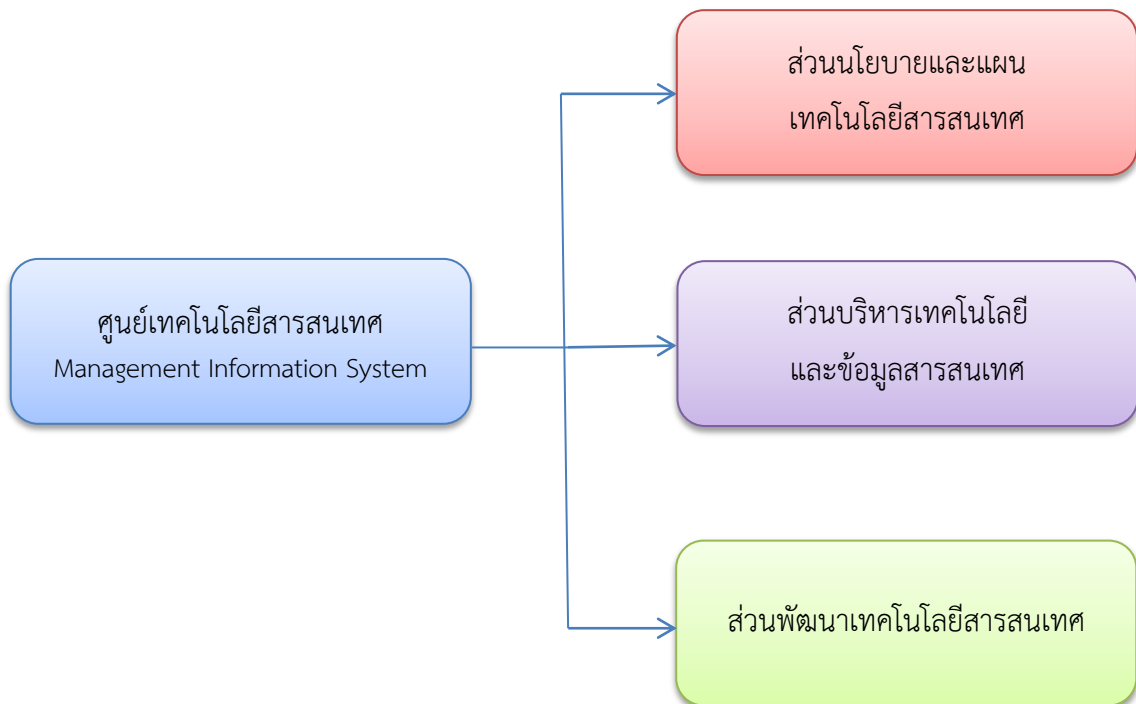 ส่วนนโยบายและแผน
เทคโนโลยีสารสนเทศ
ศูนย์เทคโนโลยีสารสนเทศ
Management Information System
ส่วนบริหารเทคโนโลยี
และข้อมูลสารสนเทศ
ส่วนพัฒนาเทคโนโลยีสารสนเทศ